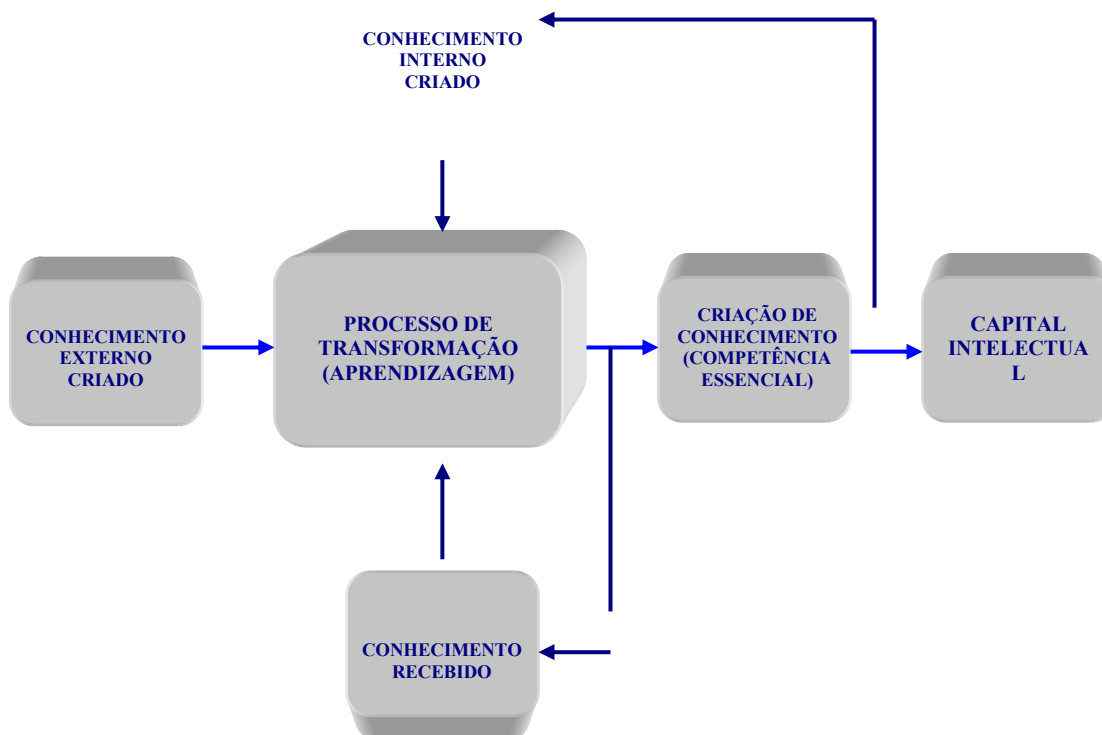 CONHECIMENTO
INTERNO
CRIADO
CONHECIMENTO
EXTERNO
CRIADO
PROCESSO DE
TRANSFORMAÇÃO
(APRENDIZAGEM)
CRIAÇÃO DE
CONHECIMENTO
(COMPETÊNCIA
ESSENCIAL)
CAPITAL
INTELECTUA
L
CONHECIMENTO
RECEBIDO